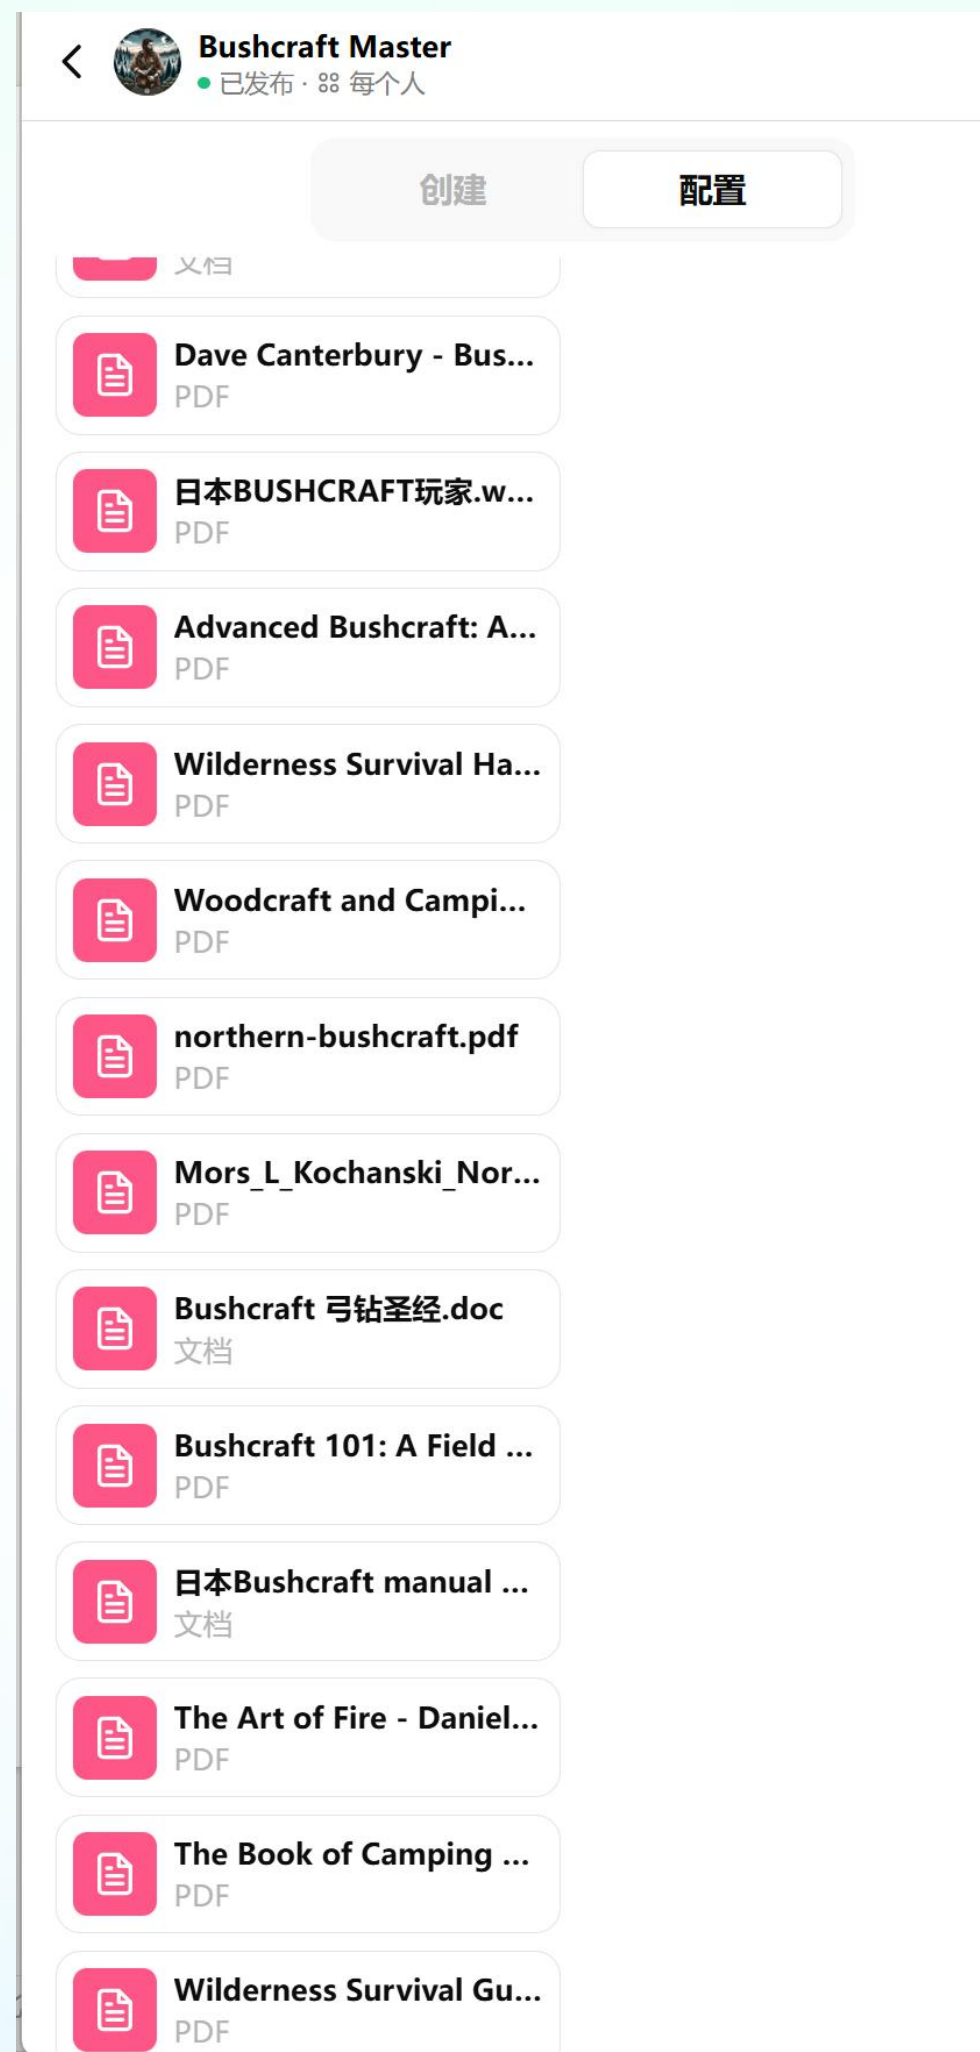 Bushcraft Master
已发布 · 每个人
创建
配置
文档
Dave Canterbury - Bus...
PDF
日本BUSHCRAFT玩家.w...
PDF
Advanced Bushcraft: A...
PDF
Wilderness Survival Ha...
PDF
Woodcraft and Campi...
PDF
northern-bushcraft.pdf
PDF
Mors_L_Kochanski_Nor...
PDF
Bushcraft 弓钻圣经.doc
文档
Bushcraft 101: A Field ...
PDF
日本Bushcraft manual ...
文档
The Art of Fire - Daniel...
PDF
The Book of Camping ...
PDF
Wilderness Survival Gu...
PDF